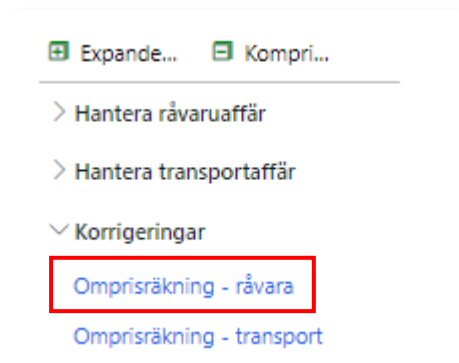 Expande... Kompri...
Hantera råvaruaffär
Hantera transportaffär
Korrigeringar
Omprisräkning - råvara
Omprisräkning - transport